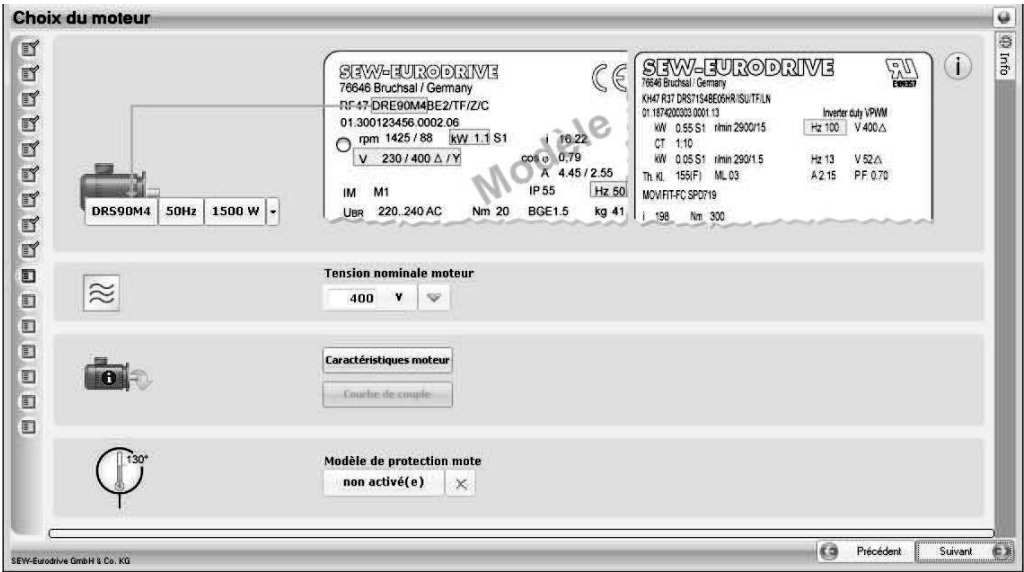 Choix du moteur
Info
SEW-EURODRIVE
76646 Bruchsal / Germany
RF47 DRE90M4BE2/TF/Z/C
01.300123456.0002.06
rpm 1425 / 88 kW 1.1 S1 i 16.22
V 230 / 400 Δ / Y cos φ 0,79
A 4.45 / 2.55
IM M1 IP 55 Hz 50
UBR 220..240 AC Nm 20 BGE1.5 kg 41
Modèle
SEW-EURODRIVE
76646 Bruchsal / Germany
KH47 R37 DRS71S4BE05HR/ISU/TF/LN
01.1874200303.0001.13 Inverter duty VPWM
kW 0.55 S1 r/min 2900/15 Hz 100 V 400 Δ
CT 1:10
kW 0.05 S1 r/min 290/1.5 Hz 13 V 52 Δ
Th. Kl. 155(F) ML 03 A 2.15 P.F. 0.70
MOVIFIT-FC SPD719
i 198 Nm 300
DRS90M4 50Hz 1500 W
Tension nominale moteur
400 V
Caractéristiques moteur
Courbe de couple
130°
Modèle de protection mote
non activé(e)
SEW-Eurodrive GmbH & Co. KG
Précédent
Suivant